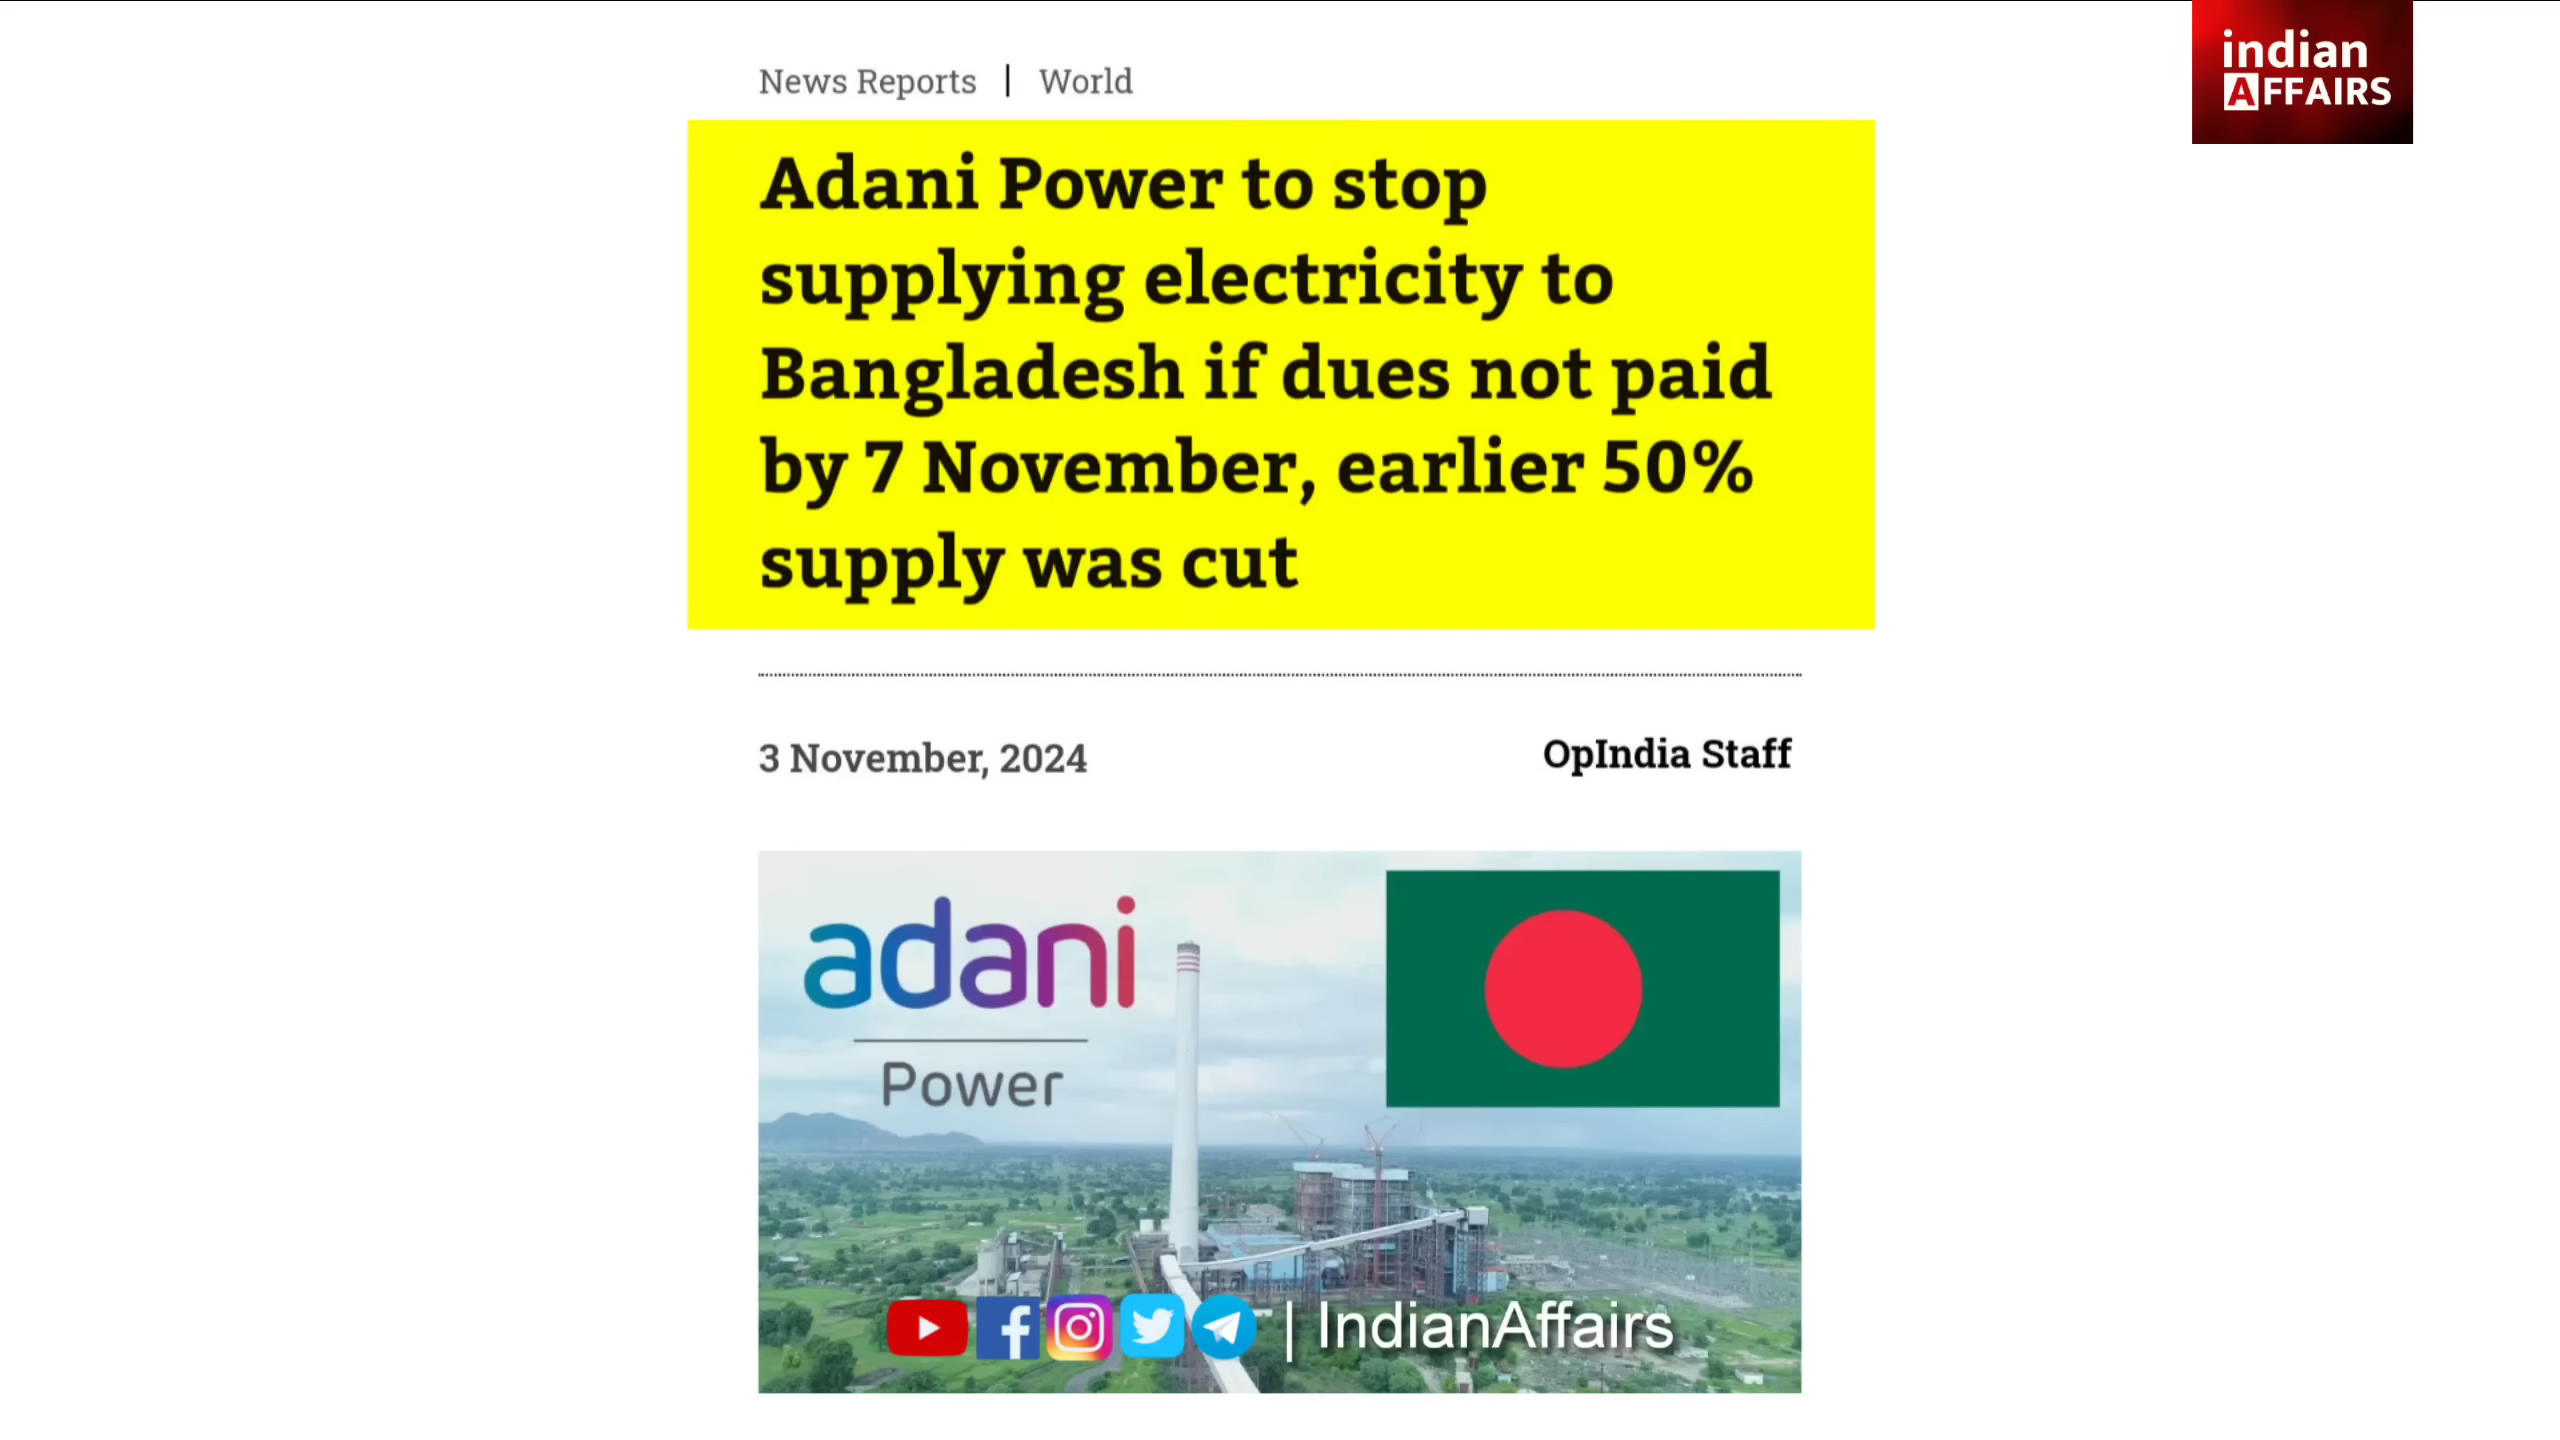 indian
AFFAIRS
News Reports | World
Adani Power to stop
supplying electricity to
Bangladesh if dues not paid
by 7 November, earlier 50%
supply was cut
3 November, 2024
OpIndia Staff
adani
Power
| IndianAffairs